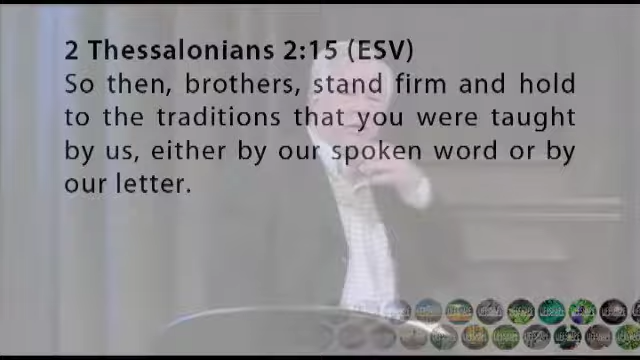 2 Thessalonians 2:15 (ESV)
So then, brothers, stand firm and hold
to the traditions that you were taught
by us, either by our spoken word or by
our letter.